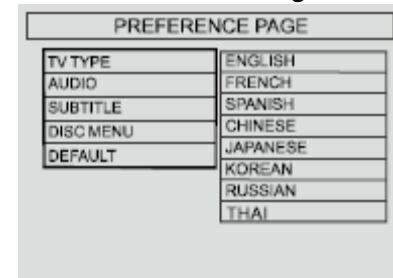 PREFERENCE PAGE
TV TYPE
AUDIO
SUBTITLE
DISC MENU
DEFAULT
ENGLISH
FRENCH
SPANISH
CHINESE
JAPANESE
KOREAN
RUSSIAN
THAI